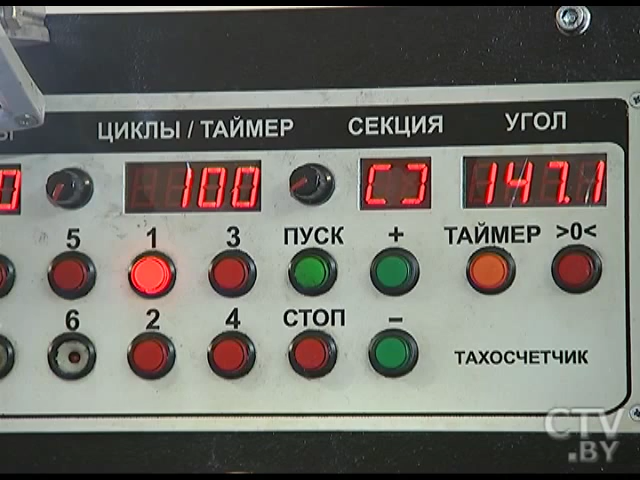 ЦИКЛЫ / ТАЙМЕР СЕКЦИЯ УГОЛ
100 147.1
5 1 3 ПУСК + ТАЙМЕР >0<
6 2 4 СТОП –
ТАХОСЧЕТЧИК
CTV
.BY